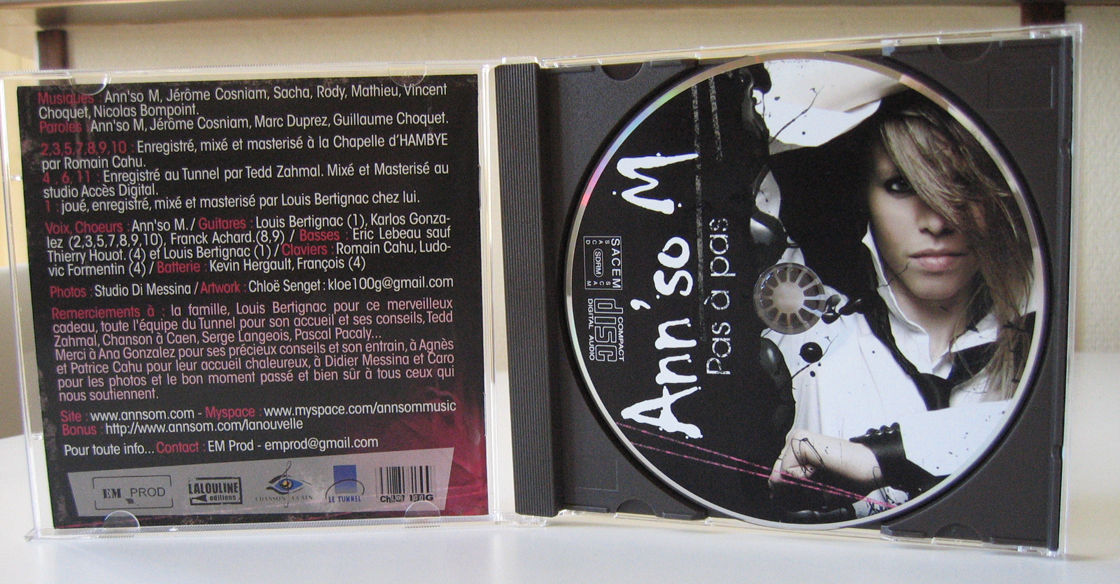 Musiques : Ann'so M, Jérôme Cosniam, Sacha, Rody, Mathieu, Vincent
Choquet, Nicolas Bompoint.
Paroles : Ann'so M, Jérôme Cosniam, Marc Duprez, Guillaume Choquet.
2,3,5,7,8,9,10 : Enregistré, mixé et masterisé à la Chapelle d'HAMBYE
par Romain Cahu.
4 , 6, 11 : Enregistré au Tunnel par Tedd Zahmal. Mixé et Masterisé au
studio Accès Digital.
1 : joué, enregistré, mixé et masterisé par Louis Bertignac chez lui.
Voix, Choeurs : Ann'so M. / Guitares : Louis Bertignac (1), Karlos Gonza-
lez (2,3,5,7,8,9,10), Franck Achard.(8,9) / Basses : Eric Lebeau sauf
Thierry Houot. (4) et Louis Bertignac (1) / Claviers : Romain Cahu, Ludo-
vic Formentin (4) / Batterie : Kevin Hergault, François (4)
Photos : Studio Di Messina / Artwork : Chloë Senget : kloe100g@gmail.com
Remerciements à : la famille, Louis Bertignac pour ce merveilleux
cadeau, toute l'équipe du Tunnel pour son accueil et ses conseils, Tedd
Zahmal, Chanson à Caen, Serge Langeois, Pascal Pacaly...
Merci à Ana Gonzalez pour ses précieux conseils et son entrain, à Agnès
et Patrice Cahu pour leur accueil chaleureux, à Didier Messina et Caro
pour les photos et le bon moment passé et bien sûr à tous ceux qui
nous soutiennent.
Site : www.annsom.com - Myspace : www.myspace.com/annsommusic
Bonus : http://www.annsom.com/lanouvelle
Pour toute info... Contact : EM Prod - emprod@gmail.com
EM PROD
LALOULINE
éditions
CHANSON À CAEN
LE TUNNEL
Ann'so M
Pas à pas
SACEM
SDRM
SACEM
SACD
COMPACT
disc
DIGITAL AUDIO